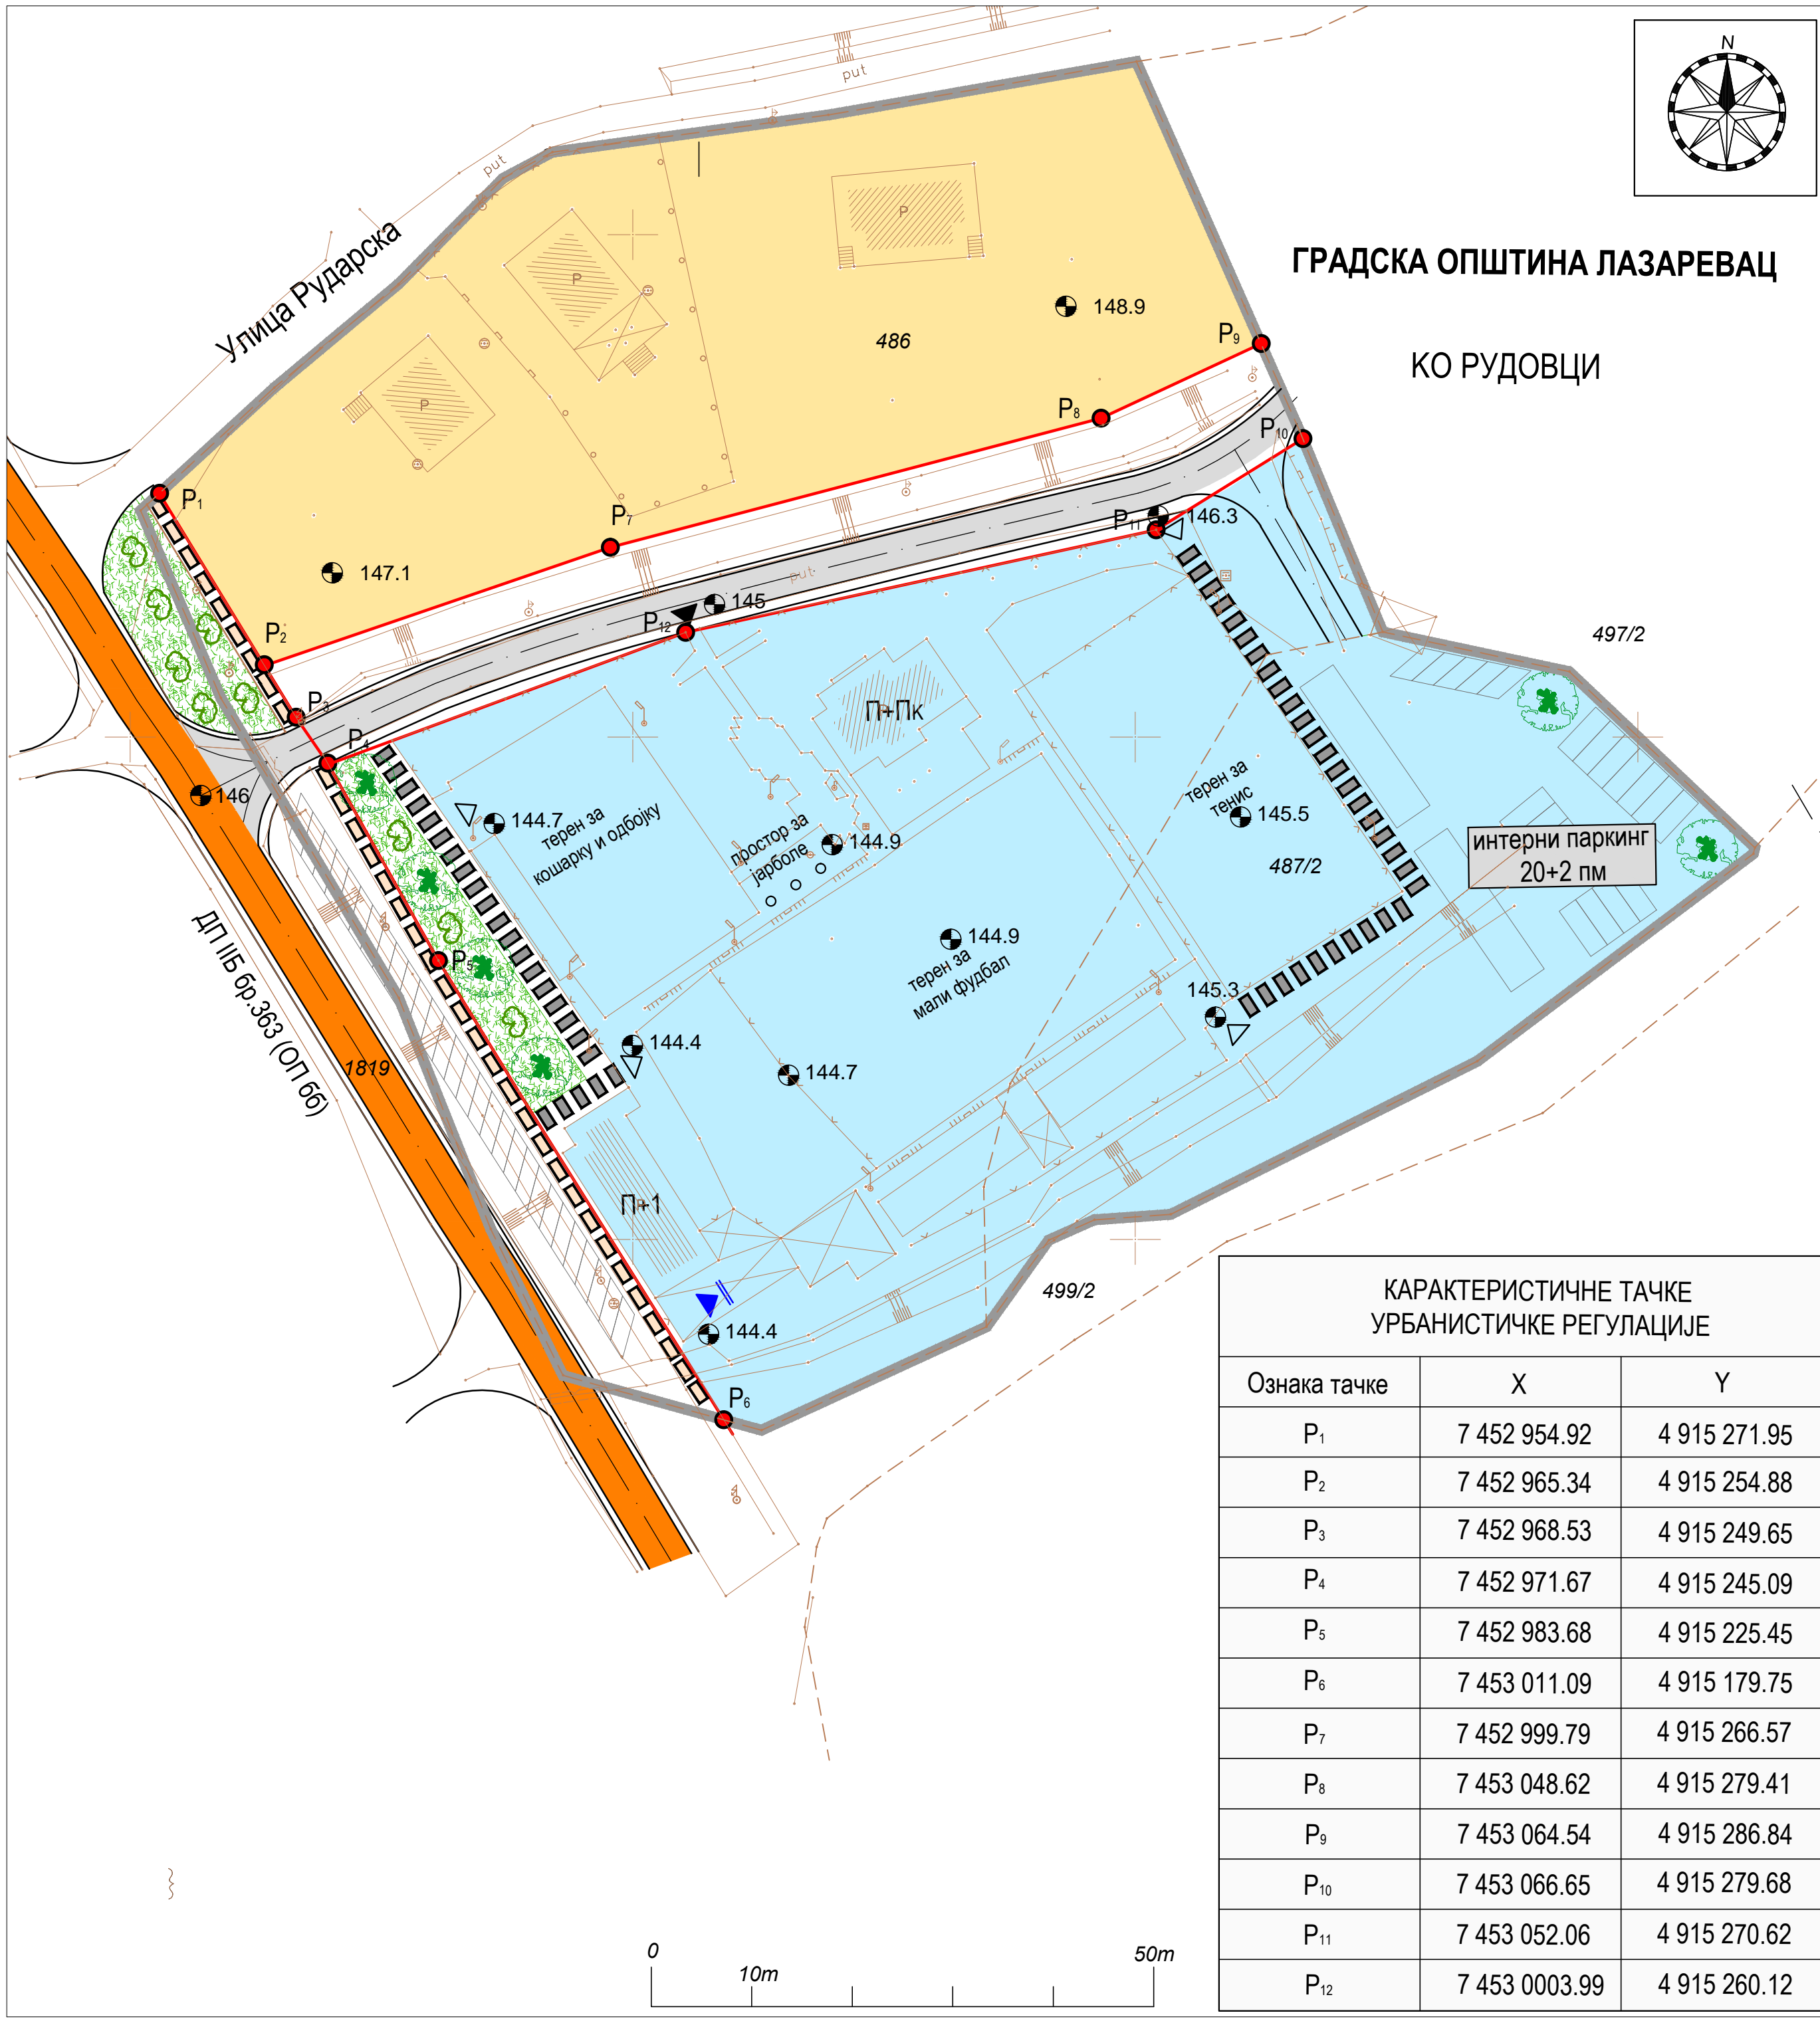 put
N
put
Улица Рударска
P
ГРАДСКА ОПШТИНА ЛАЗАРЕВАЦ
P
148.9
486
P9
КО РУДОВЦИ
P
P8
P10
P1
P7
P11
146.3
147.1
put
145
P2
P12
497/2
P3
П+Пк
P4
146
144.7
терен за
кошарку и одбојку
простор за
јарболе
144.9
терен за
тенис
145.5
интерни паркинг
20+2 пм
487/2
P5
144.9
терен за
мали фудбал
145.3
ДП IIБ бр.363 (ОП бб)
144.4
1819
144.7
П+1
499/2
144.4
P6
КАРАКТЕРИСТИЧНЕ ТАЧКЕ
УРБАНИСТИЧКЕ РЕГУЛАЦИЈЕ
Ознака тачке X Y
P1 7 452 954.92 4 915 271.95
P2 7 452 965.34 4 915 254.88
P3 7 452 968.53 4 915 249.65
P4 7 452 971.67 4 915 245.09
P5 7 452 983.68 4 915 225.45
P6 7 453 011.09 4 915 179.75
P7 7 452 999.79 4 915 266.57
P8 7 453 048.62 4 915 279.41
P9 7 453 064.54 4 915 286.84
P10 7 453 066.65 4 915 279.68
P11 7 453 052.06 4 915 270.62
P12 7 453 0003.99 4 915 260.12
0
10m
50m